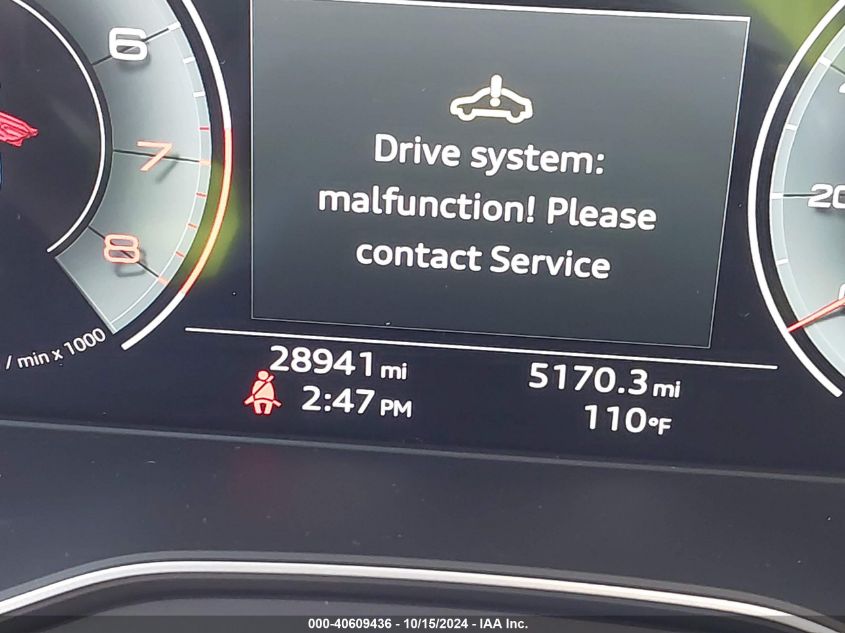 6
7
8
/ min x 1000
Drive system:
malfunction! Please
contact Service
28941 mi
5170.3 mi
2:47 PM
110°F
20
000-40609436 - 10/15/2024 - IAA Inc.